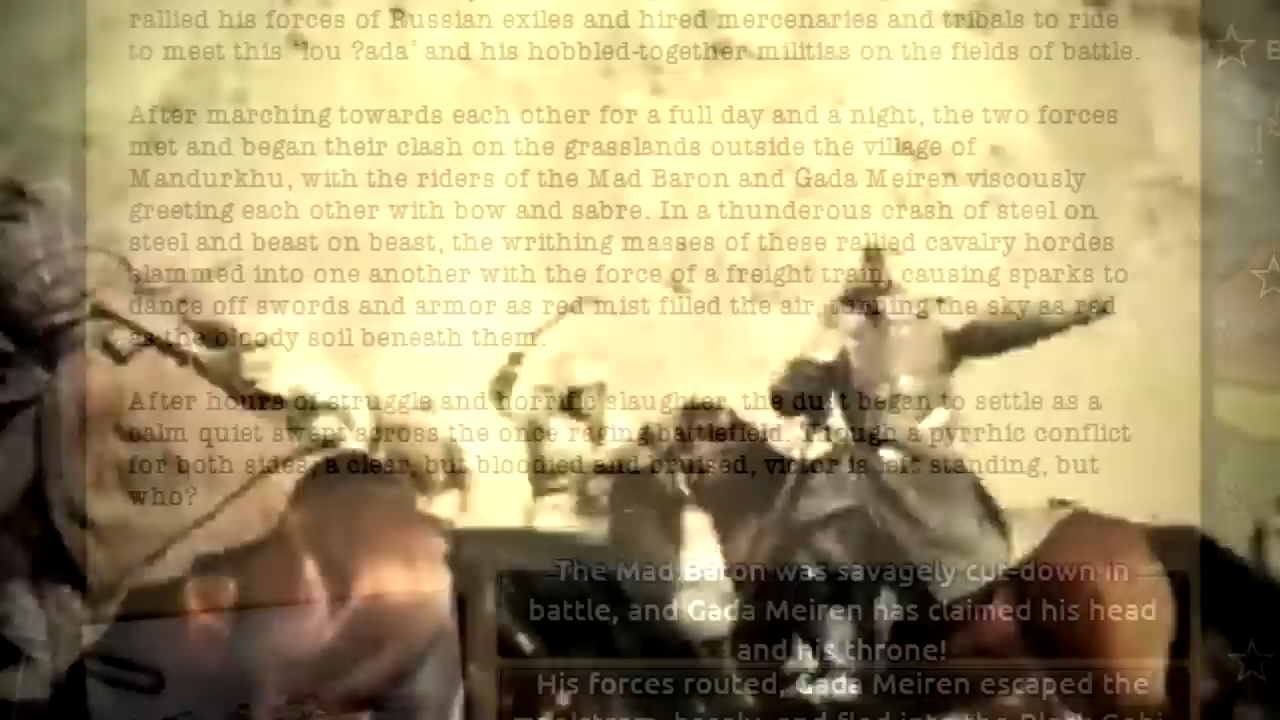 rallied his forces of Russian exiles and hired mercenaries and tribals to ride
to meet this 'lou ?ada' and his hobbled-together militias on the fields of battle.
After marching towards each other for a full day and a night, the two forces
met and began their clash on the grasslands outside the village of
Mandurkhu, with the riders of the Mad Baron and Gada Meiren viscously
greeting each other with bow and sabre. In a thunderous crash of steel on
steel and beast on beast, the writhing masses of these rallied cavalry hordes
slammed into one another with the force of a freight train, causing sparks to
dance off swords and armor as red mist filled the air, turning the sky as red
as the bloody soil beneath them.
After hours of struggle and horrific slaughter, the dust began to settle as a
calm quiet swept across the once raging battlefield. Though a pyrrhic conflict
for both sides, a clear, but bloodied and bruised, victor is left standing, but
who?
The Mad Baron was savagely cut down in
battle, and Gada Meiren has claimed his head
and his throne!
His forces routed, Gada Meiren escaped the
maelstrom, barely, and fled into the Black Gobi